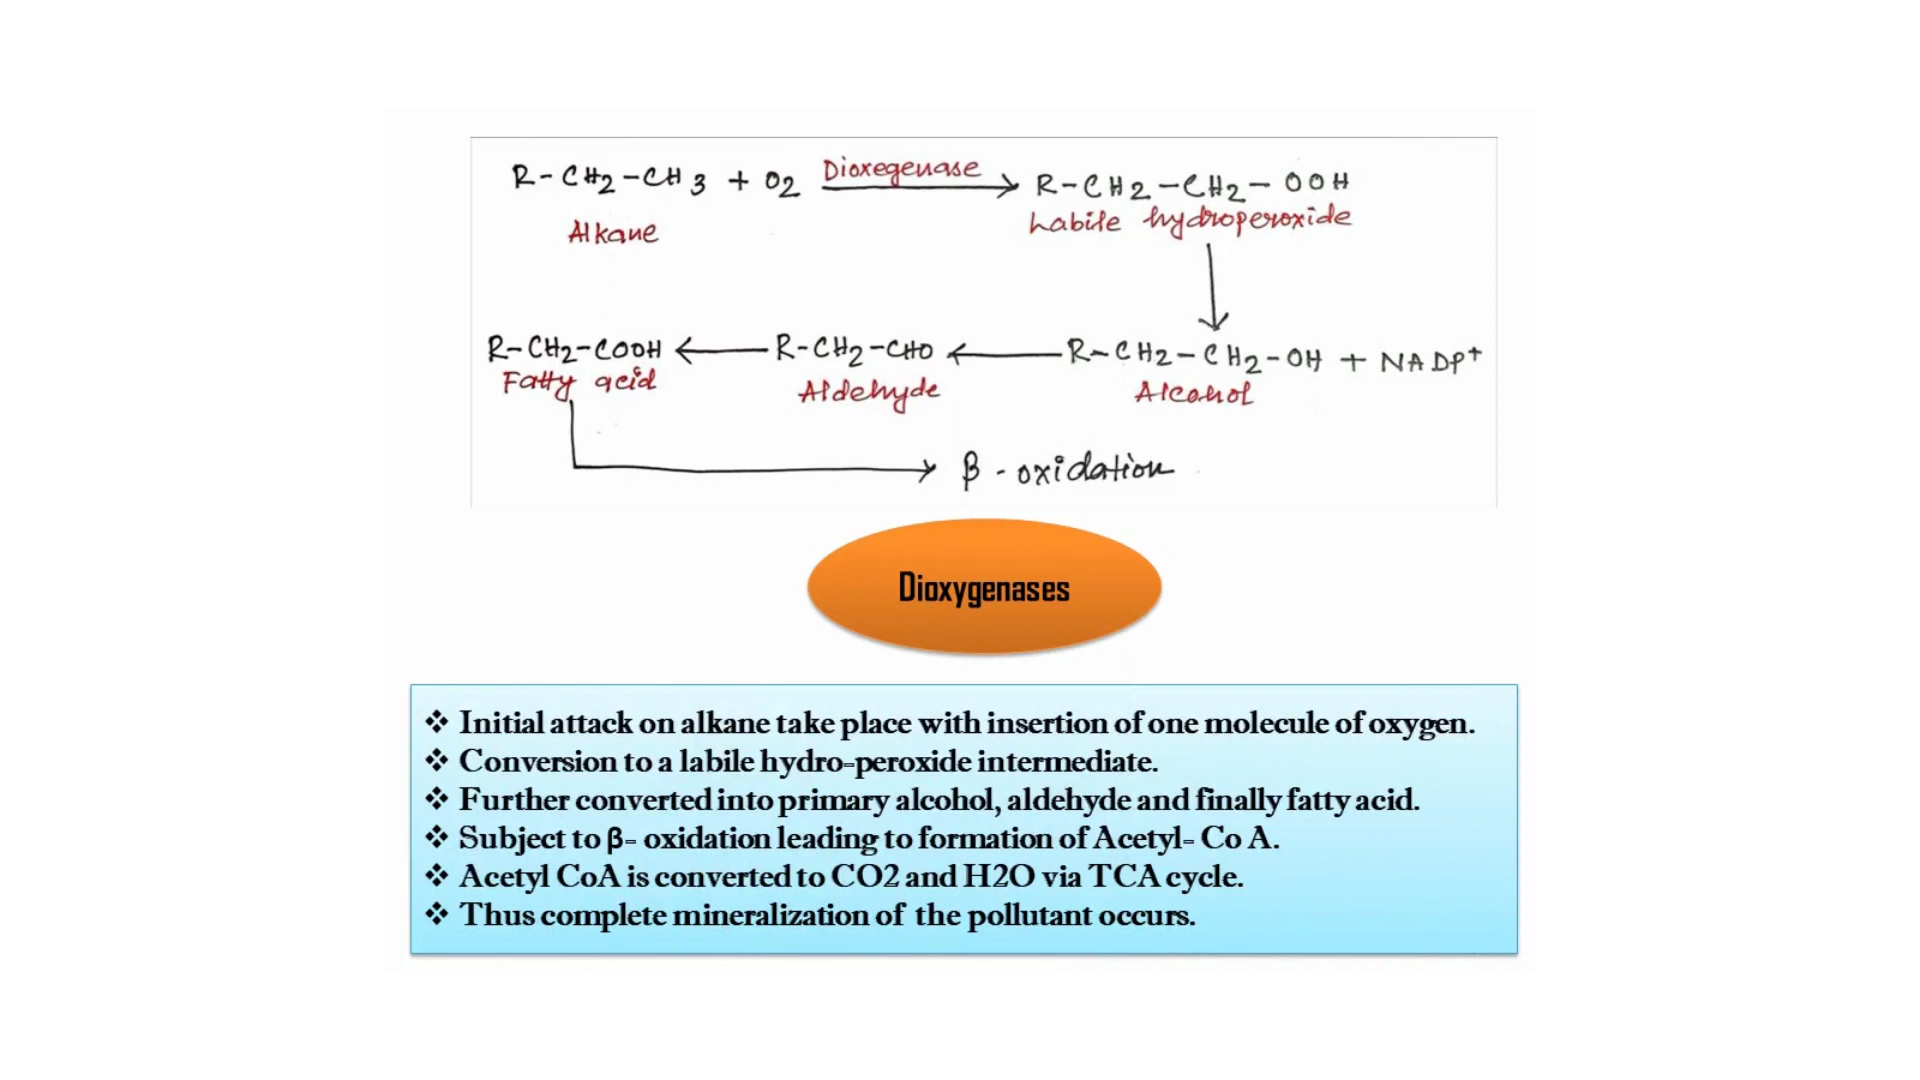 R-CH2-CH3 + O2 Dioxegenase R-CH2-CH2-OOH
Alkane Labile hydroperoxide
R-CH2-COOH R-CH2-CHO R-CH2-CH2-OH + NADP+
Fatty acid Aldehyde Alcohol
β-oxidation
Dioxygenases
❖ Initial attack on alkane take place with insertion of one molecule of oxygen.
❖ Conversion to a labile hydro-peroxide intermediate.
❖ Further converted into primary alcohol, aldehyde and finally fatty acid.
❖ Subject to β- oxidation leading to formation of Acetyl- Co A.
❖ Acetyl CoA is converted to CO2 and H2O via TCA cycle.
❖ Thus complete mineralization of the pollutant occurs.